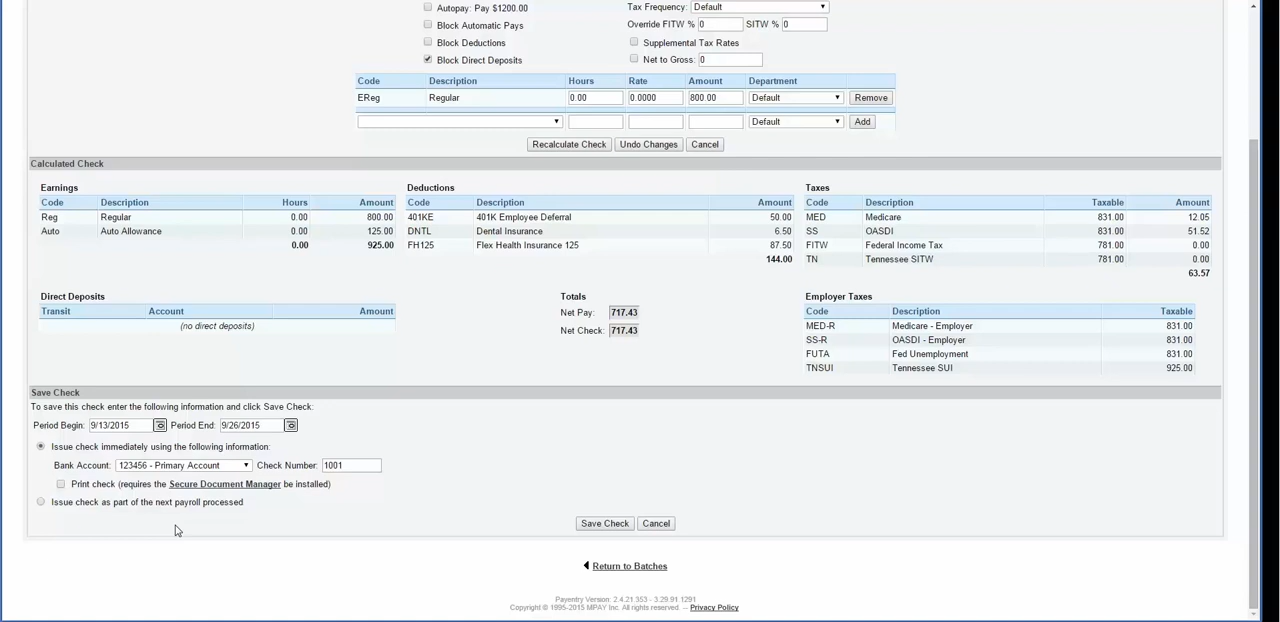 Autopay: Pay $1200.00 Tax Frequency: Default
Block Automatic Pays Override FITW % 0 SITW % 0
Block Deductions Supplemental Tax Rates
Block Direct Deposits Net to Gross: 0
Code Description Hours Rate Amount Department
EReg Regular 0.00 0.0000 800.00 Default Remove
Default Add
Recalculate Check Undo Changes Cancel
Calculated Check
Earnings Deductions Taxes
Code Description Hours Amount Code Description Amount Code Description Taxable Amount
Reg Regular 0.00 800.00 401KE 401K Employee Deferral 50.00 MED Medicare 831.00 12.05
Auto Auto Allowance 0.00 125.00 DNTL Dental Insurance 6.50 SS OASDI 831.00 51.52
0.00 925.00 FH125 Flex Health Insurance 125 87.50 FITW Federal Income Tax 781.00 0.00
144.00 TN Tennessee SITW 781.00 0.00
63.57
Direct Deposits Totals Employer Taxes
Transit Account Amount Net Pay: 717.43 Code Description Taxable
(no direct deposits) Net Check: 717.43 MED-R Medicare - Employer 831.00
SS-R OASDI - Employer 831.00
FUTA Fed Unemployment 831.00
TNSUI Tennessee SUI 925.00
Save Check
To save this check enter the following information and click Save Check:
Period Begin: 9/13/2015 Period End: 9/26/2015
Issue check immediately using the following information:
Bank Account: 123456 - Primary Account Check Number: 1001
Print check (requires the Secure Document Manager be installed)
Issue check as part of the next payroll processed
Save Check Cancel
Return to Batches
Payentry Version: 2.4.21 353 - 3.29.91 1291
Copyright © 1995-2015 MPAY Inc. All rights reserved. -- Privacy Policy